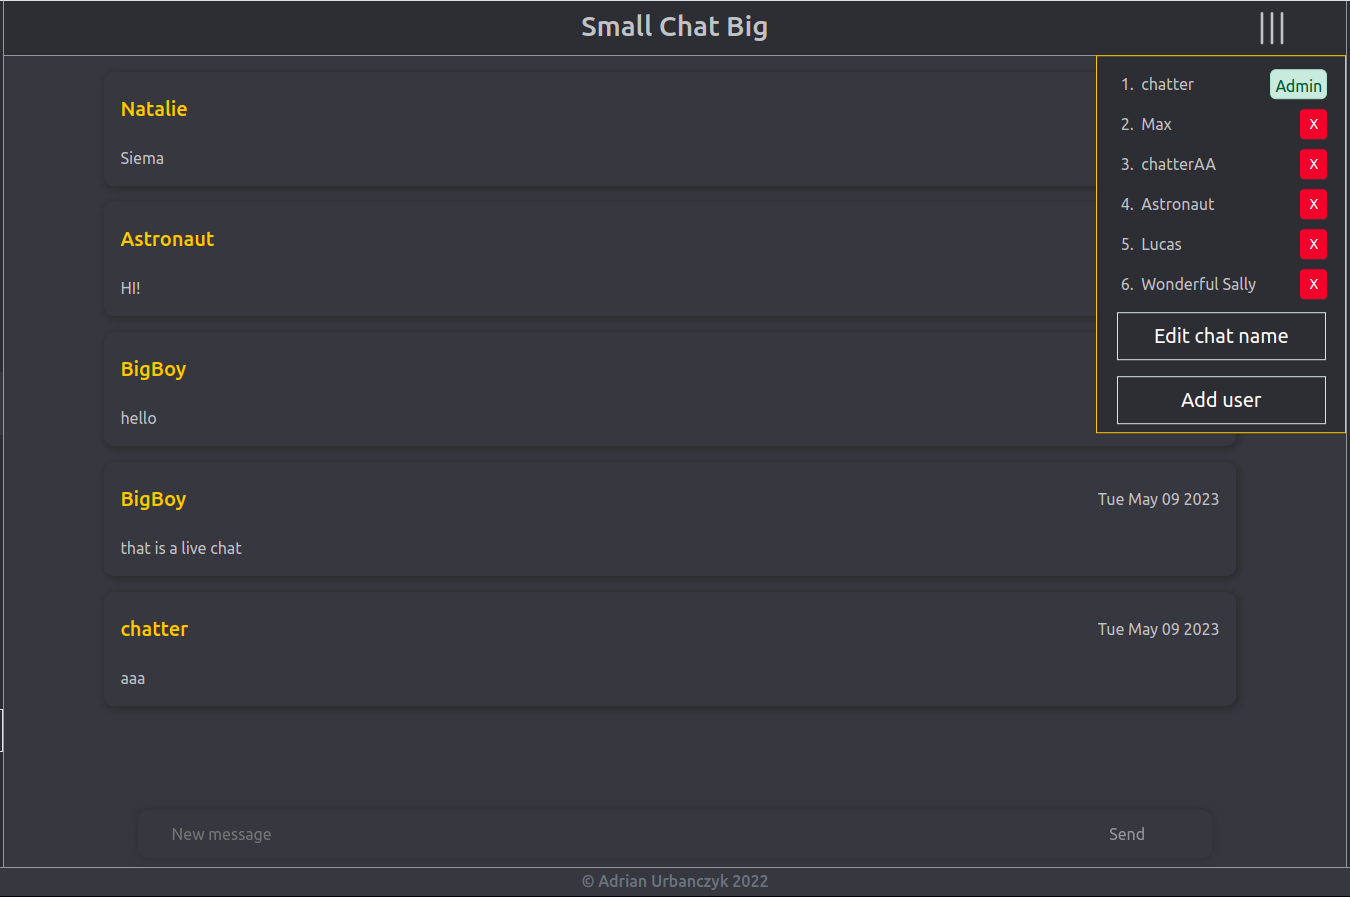 Small Chat Big
Natalie
Siema
Astronaut
HI!
BigBoy
hello
BigBoy
Tue May 09 2023
that is a live chat
chatter
Tue May 09 2023
aaa
1. chatter Admin
2. Max X
3. chatterAA X
4. Astronaut X
5. Lucas X
6. Wonderful Sally X
Edit chat name
Add user
New message Send
© Adrian Urbanczyk 2022